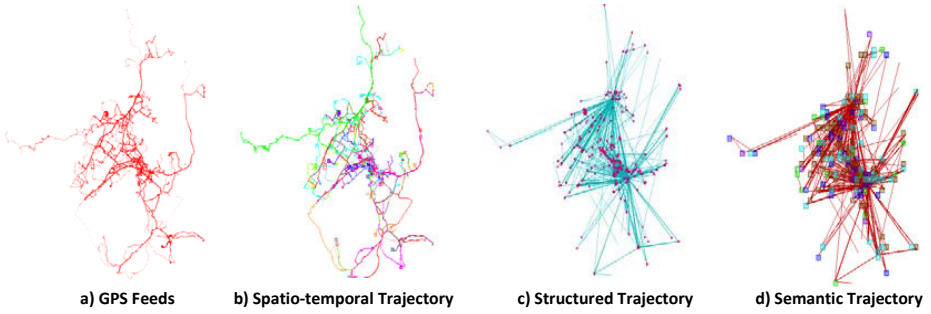 a) GPS Feeds
b) Spatio-temporal Trajectory
c) Structured Trajectory
d) Semantic Trajectory